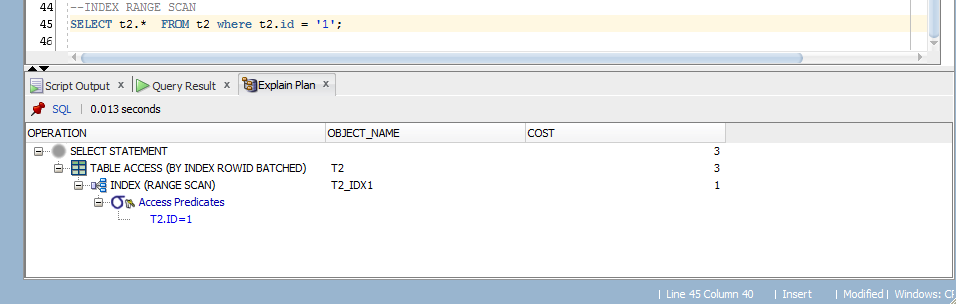 44 --INDEX RANGE SCAN
45 SELECT t2.* FROM t2 where t2.id = '1';
46
Script Output x Query Result x Explain Plan x
SQL | 0.013 seconds
OPERATION OBJECT_NAME COST
SELECT STATEMENT 3
TABLE ACCESS (BY INDEX ROWID BATCHED) T2 3
INDEX (RANGE SCAN) T2_IDX1 1
Access Predicates
T2.ID=1
| Line 45 Column 40 | Insert | Modified | Windows: